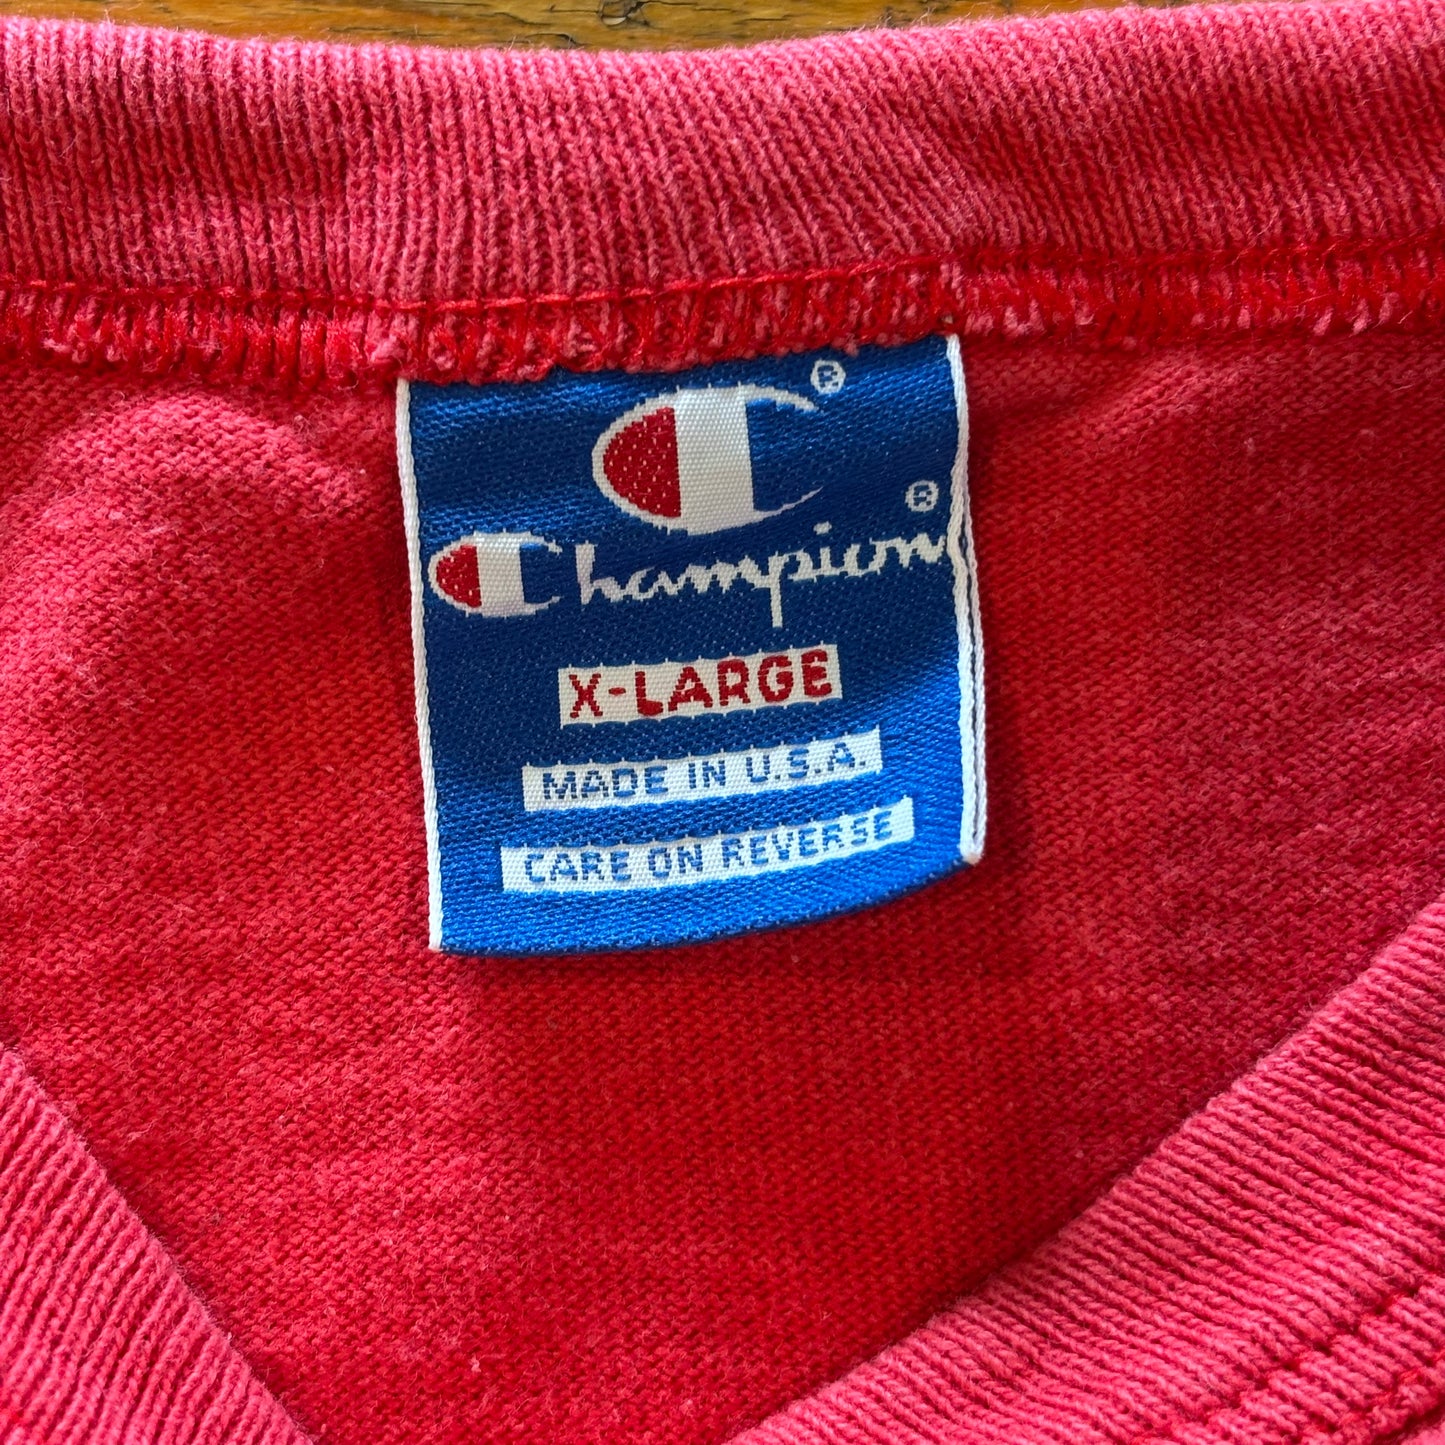 ®
Champion®
X-LARGE
MADE IN U.S.A.
CARE ON REVERSE